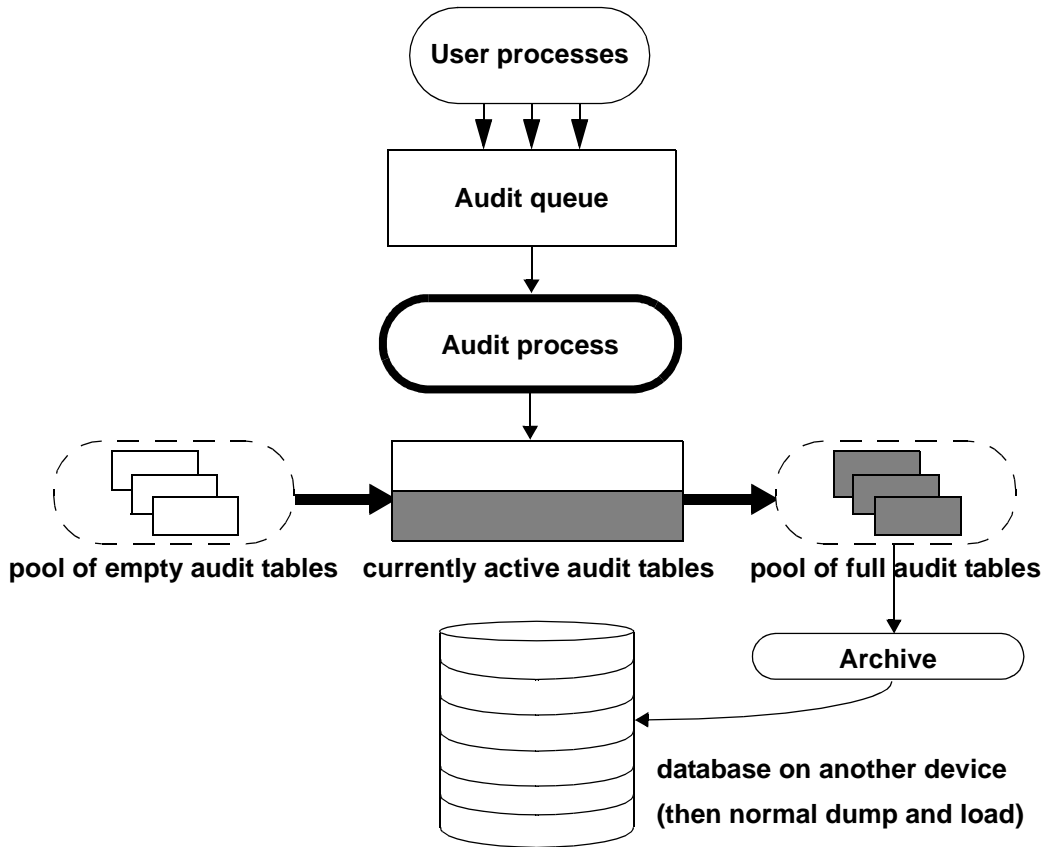 User processes
Audit queue
Audit process
pool of empty audit tables
currently active audit tables
pool of full audit tables
Archive
database on another device
(then normal dump and load)